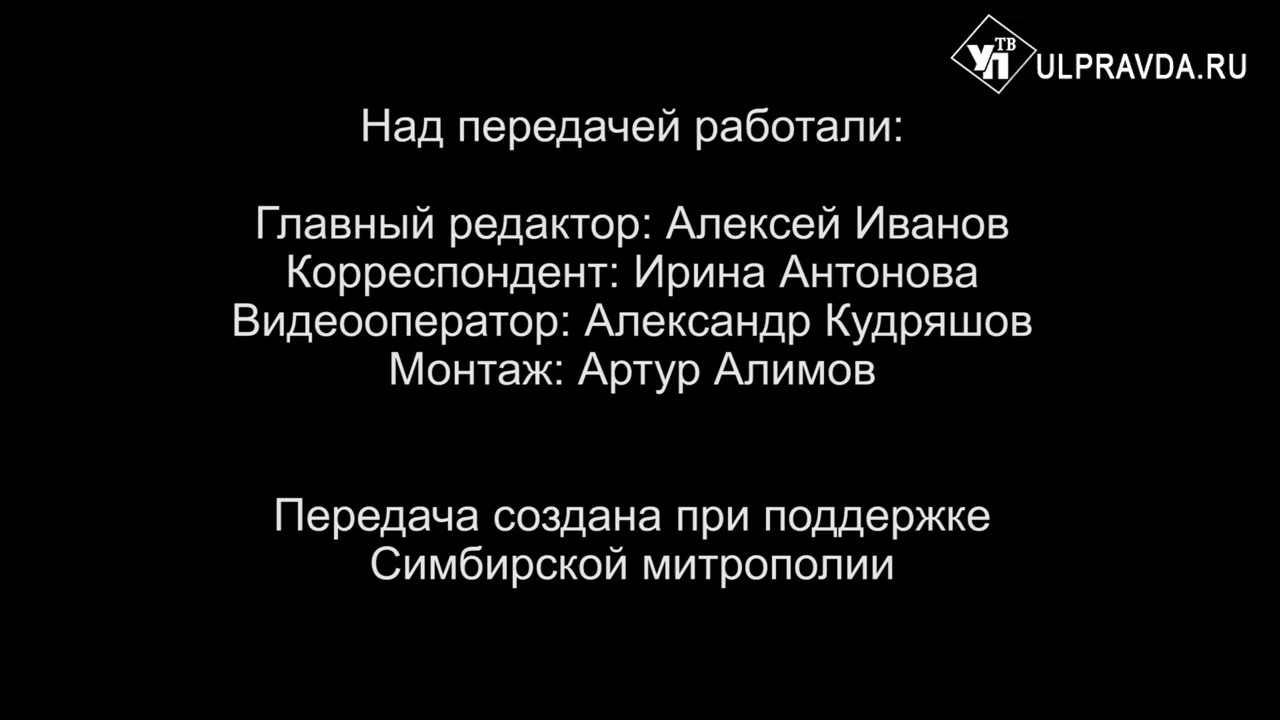 ТВ
УП
ULPRAVDA.RU
Над передачей работали:
Главный редактор: Алексей Иванов
Корреспондент: Ирина Антонова
Видеооператор: Александр Кудряшов
Монтаж: Артур Алимов
Передача создана при поддержке
Симбирской митрополии